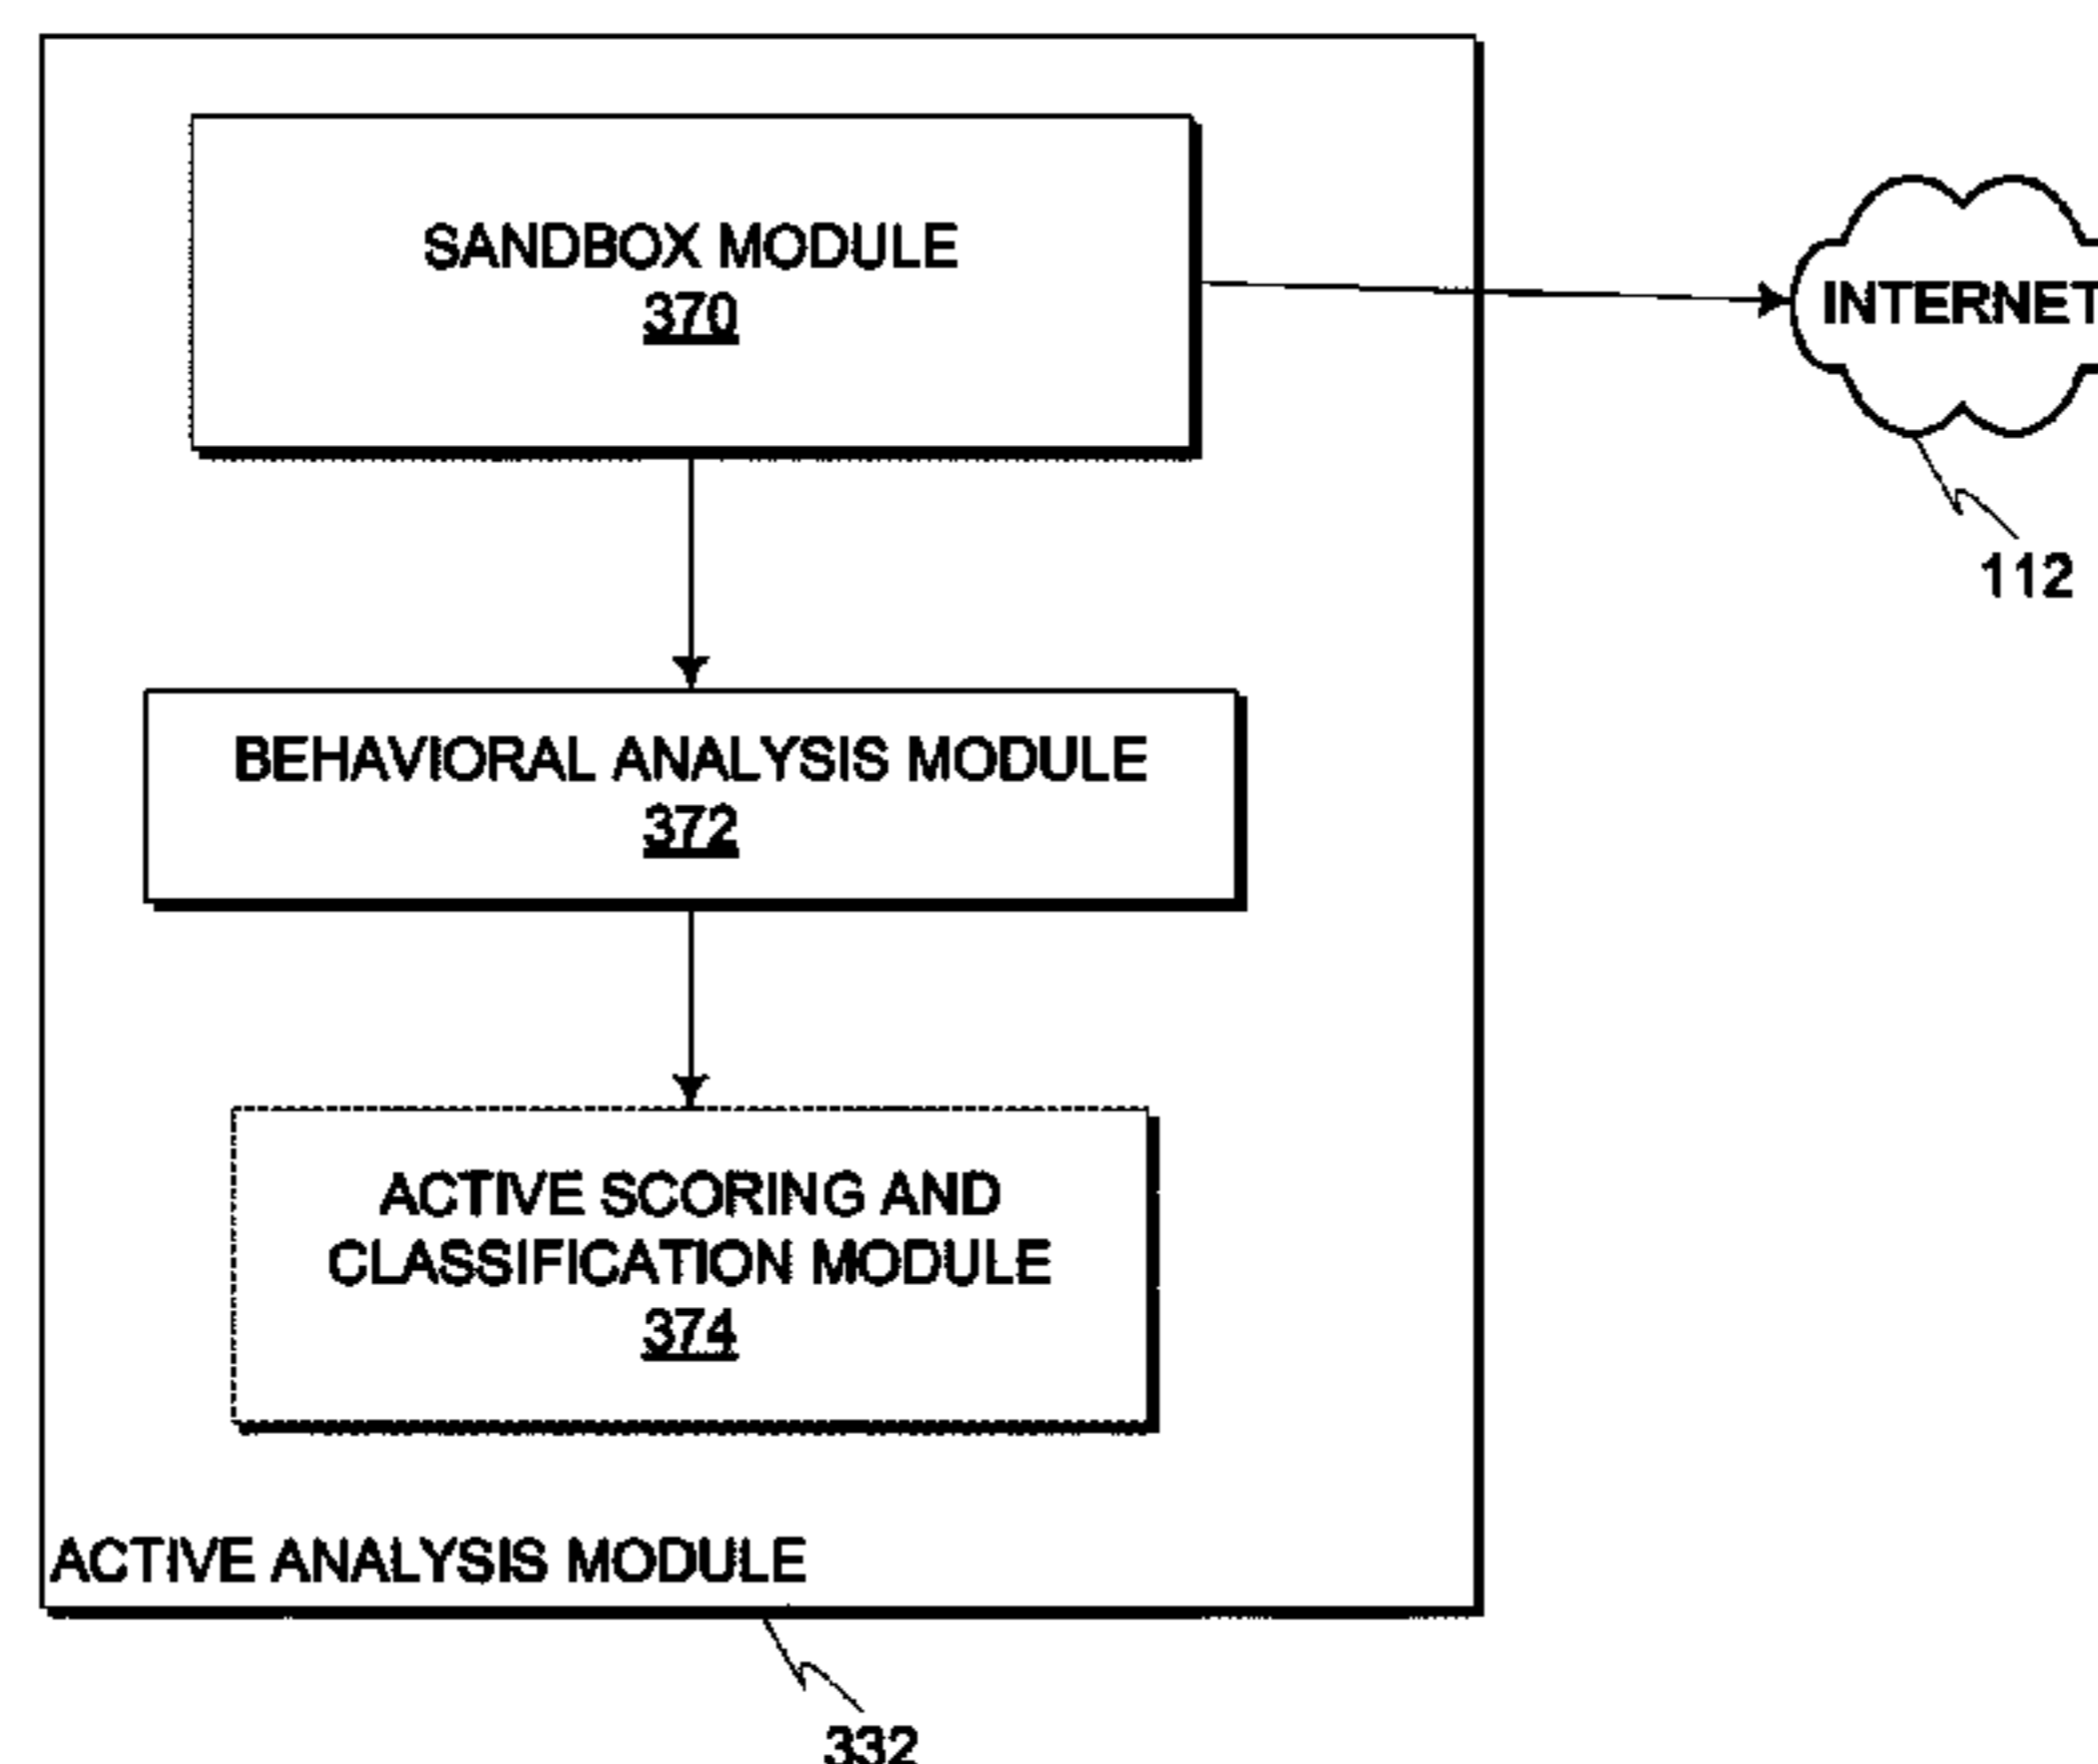 SANDBOX MODULE
370
INTERNET
112
BEHAVIORAL ANALYSIS MODULE
372
ACTIVE SCORING AND
CLASSIFICATION MODULE
374
ACTIVE ANALYSIS MODULE
332